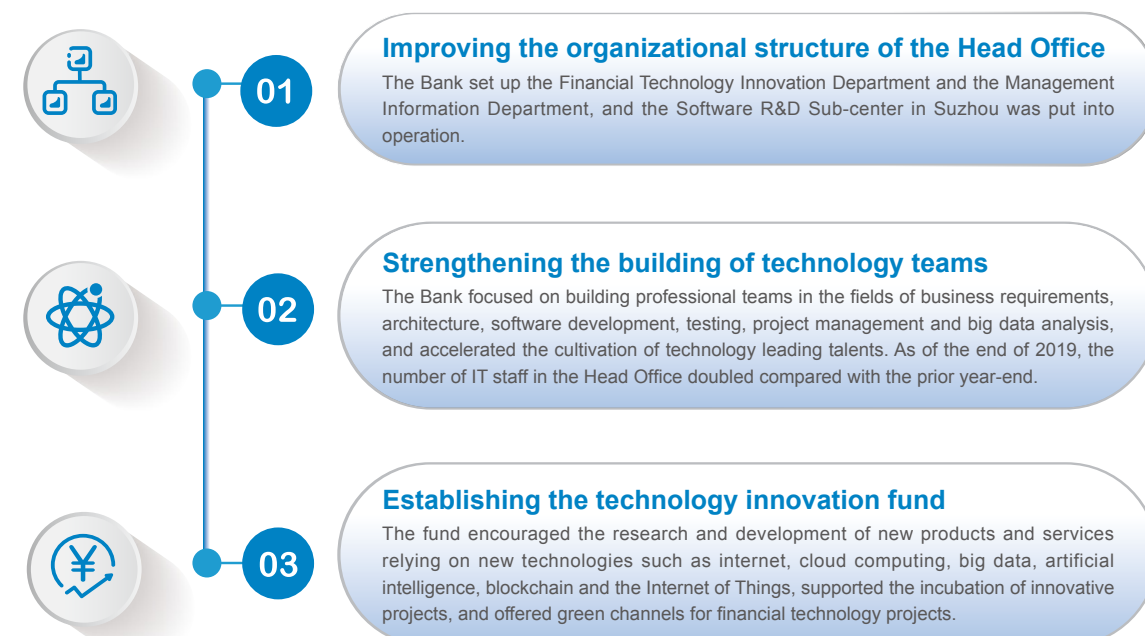 01
Improving the organizational structure of the Head Office
The Bank set up the Financial Technology Innovation Department and the Management
Information Department, and the Software R&D Sub-center in Suzhou was put into
operation.
02
Strengthening the building of technology teams
The Bank focused on building professional teams in the fields of business requirements,
architecture, software development, testing, project management and big data analysis,
and accelerated the cultivation of technology leading talents. As of the end of 2019, the
number of IT staff in the Head Office doubled compared with the prior year-end.
¥
03
Establishing the technology innovation fund
The fund encouraged the research and development of new products and services
relying on new technologies such as internet, cloud computing, big data, artificial
intelligence, blockchain and the Internet of Things, supported the incubation of innovative
projects, and offered green channels for financial technology projects.